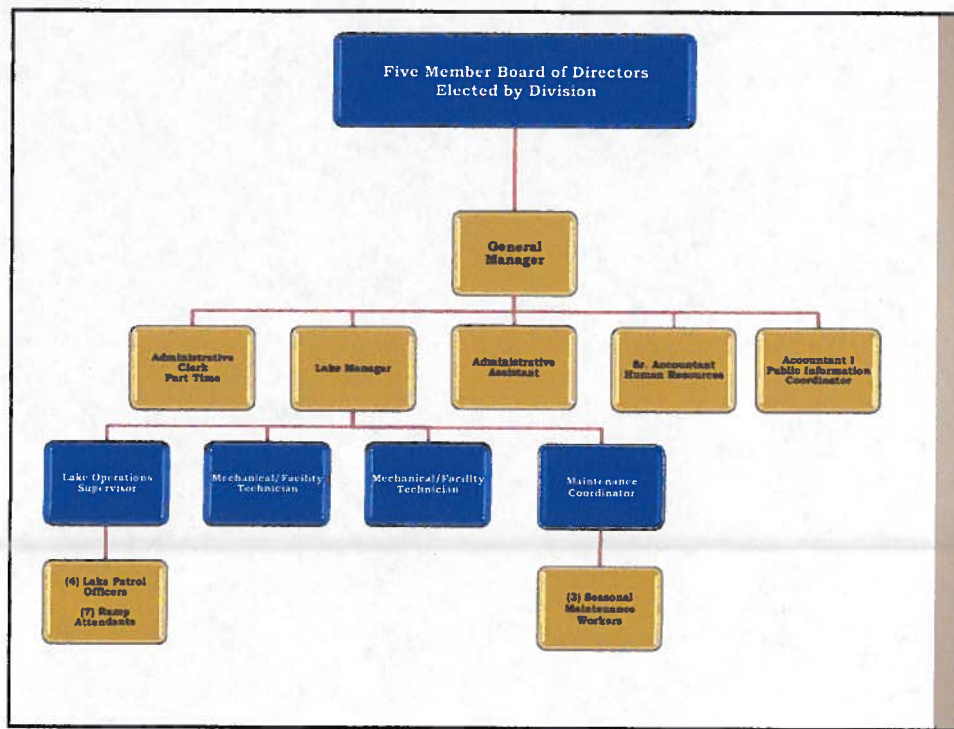 Five Member Board of Directors
Elected by Division
General
Manager
Administrative
Clerk
Part Time
Lake Manager
Administrative
Assistant
Sr. Accountant
Human Resources
Accountant I
Public Information
Coordinator
Lake Operations
Supervisor
Mechanical/Facility
Technician
Mechanical/Facility
Technician
Maintenance
Coordinator
Lake Patrol
Officers
(7) Ramp
Attendants
(3) Seasonal
Maintenance
Workers